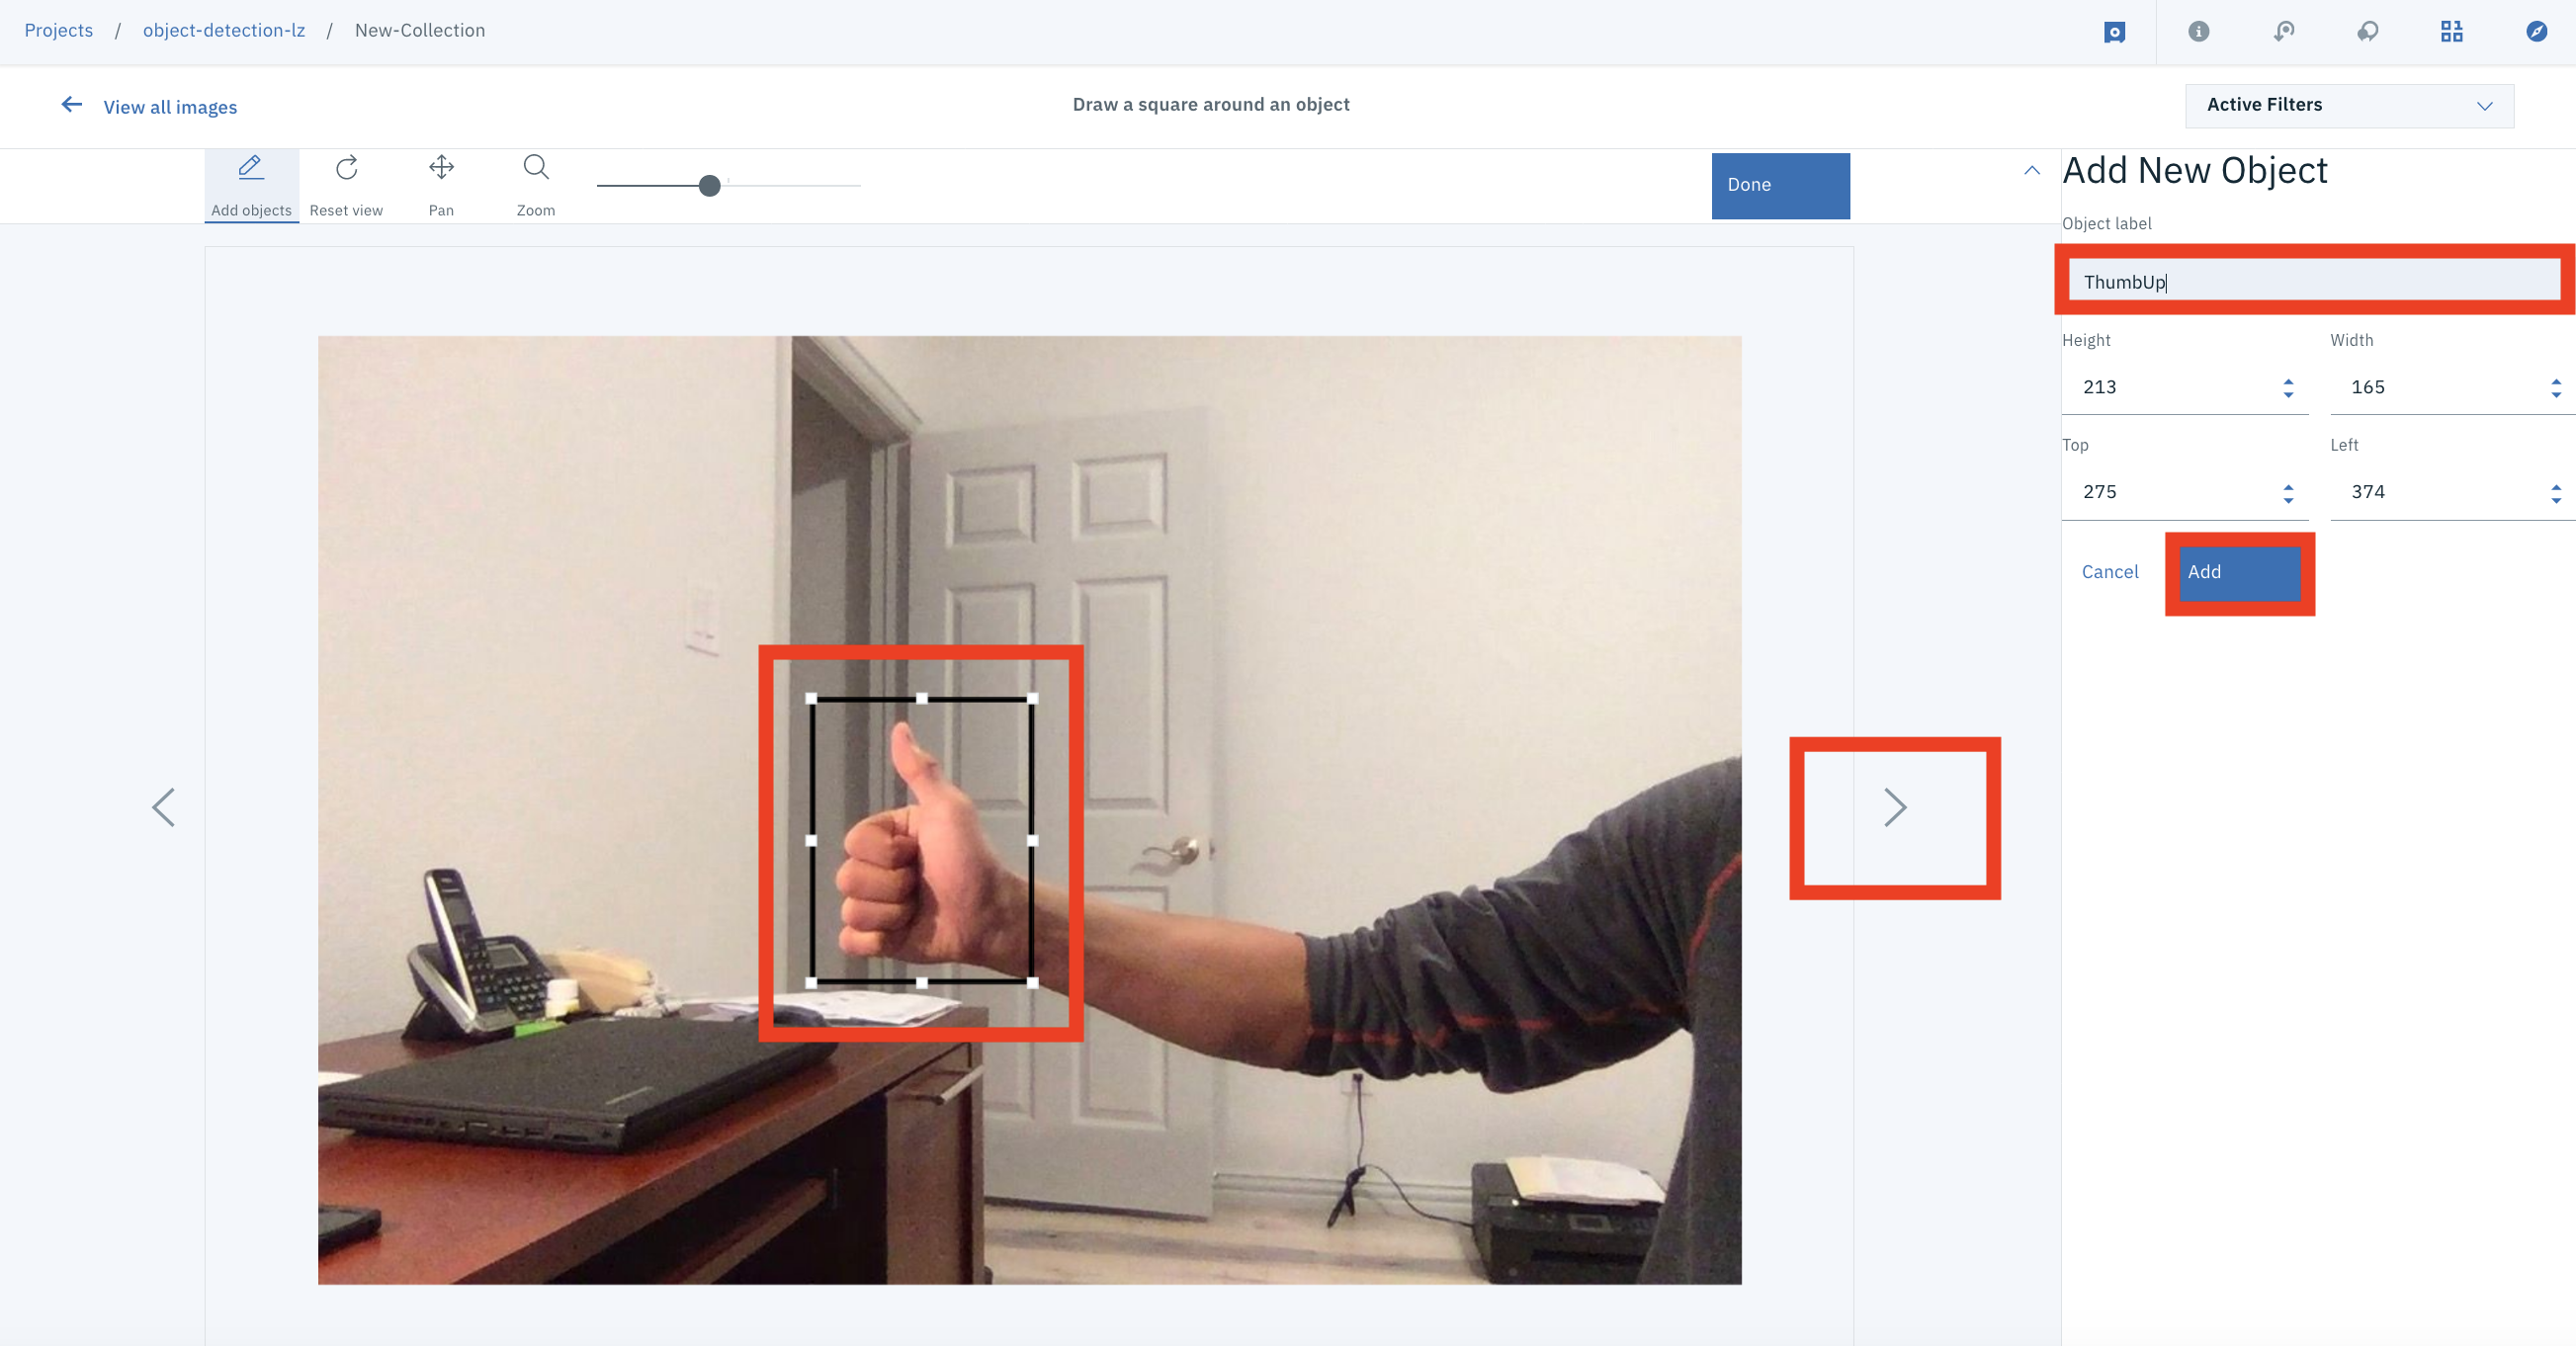 Projects / object-detection-lz / New-Collection
View all images
Draw a square around an object
Active Filters
Add objects
Reset view
Pan
Zoom
Done
Add New Object
Object label
ThumbUp
Height
Width
213
165
Top
Left
275
374
Cancel
Add